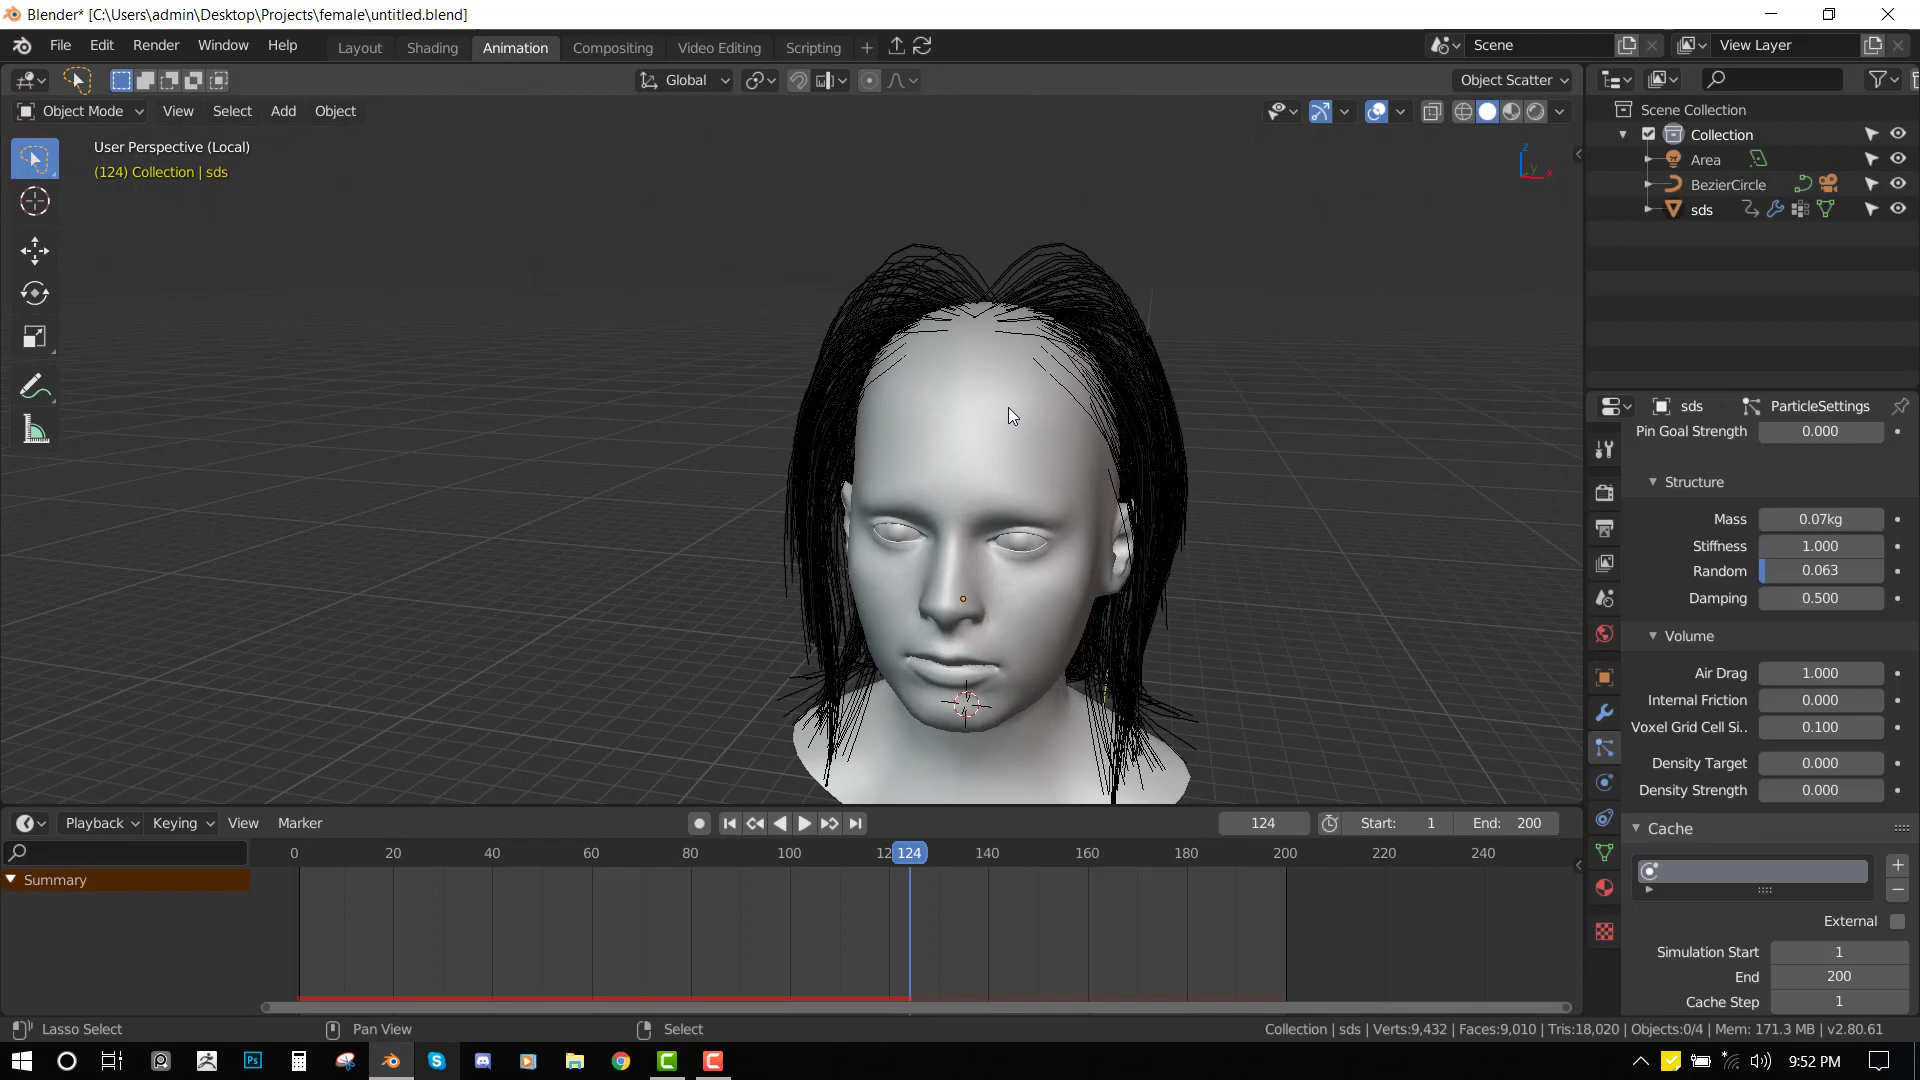 Blender* [C:\Users\admin\Desktop\Projects\female\untitled.blend]
File Edit Render Window Help
Layout Shading Animation Compositing Video Editing Scripting
Scene
View Layer
Global
Object Scatter
Object Mode View Select Add Object
User Perspective (Local)
(124) Collection | sds
Z
Y
X
Scene Collection
Collection
Area
BezierCircle
sds
sds ParticleSettings
Pin Goal Strength 0.000
Structure
Mass 0.07kg
Stiffness 1.000
Random 0.063
Damping 0.500
Volume
Air Drag 1.000
Internal Friction 0.000
Voxel Grid Cell Si.. 0.100
Density Target 0.000
Density Strength 0.000
Cache
External
Simulation Start 1
End 200
Cache Step 1
Playback Keying View Marker
124
Start: 1
End: 200
0 20 40 60 80 100 12 124 140 160 180 200 220 240
Summary
Lasso Select
Pan View
Select
Collection | sds | Verts:9,432 | Faces:9,010 | Tris:18,020 | Objects:0/4 | Mem: 171.3 MB | v2.80.61
Ps
9:52 PM